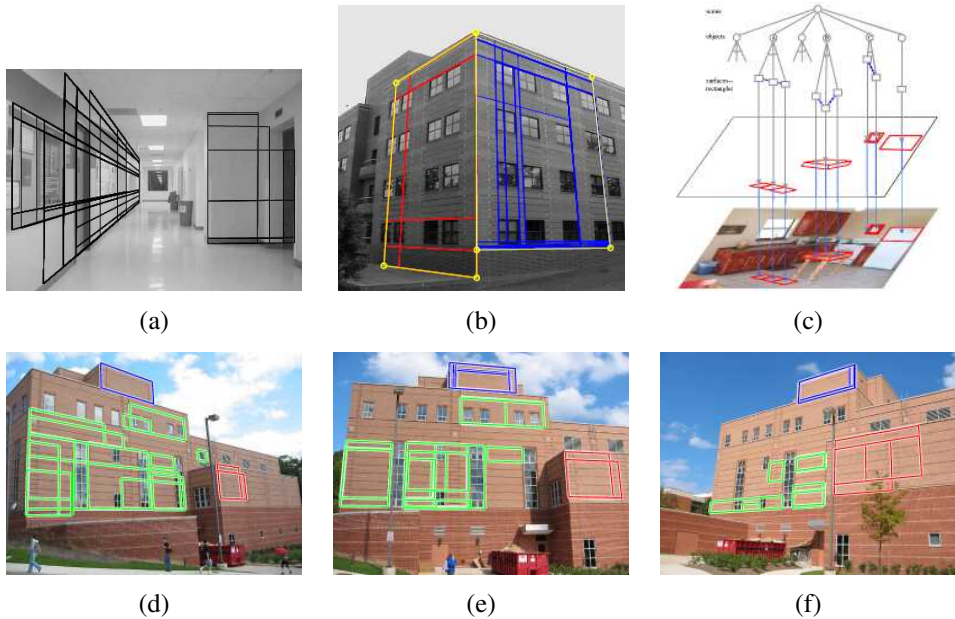 scene
objects
A
B
C
surfaces--
rectangles
(a)
(b)
(c)
(d)
(e)
(f)